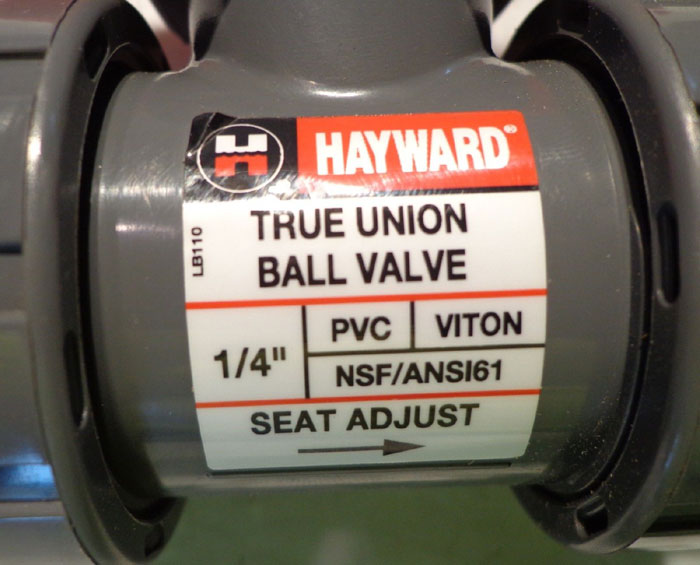 H HAYWARD®
TRUE UNION
BALL VALVE
LB110
1/4"
PVC
VITON
NSF/ANSI61
SEAT ADJUST